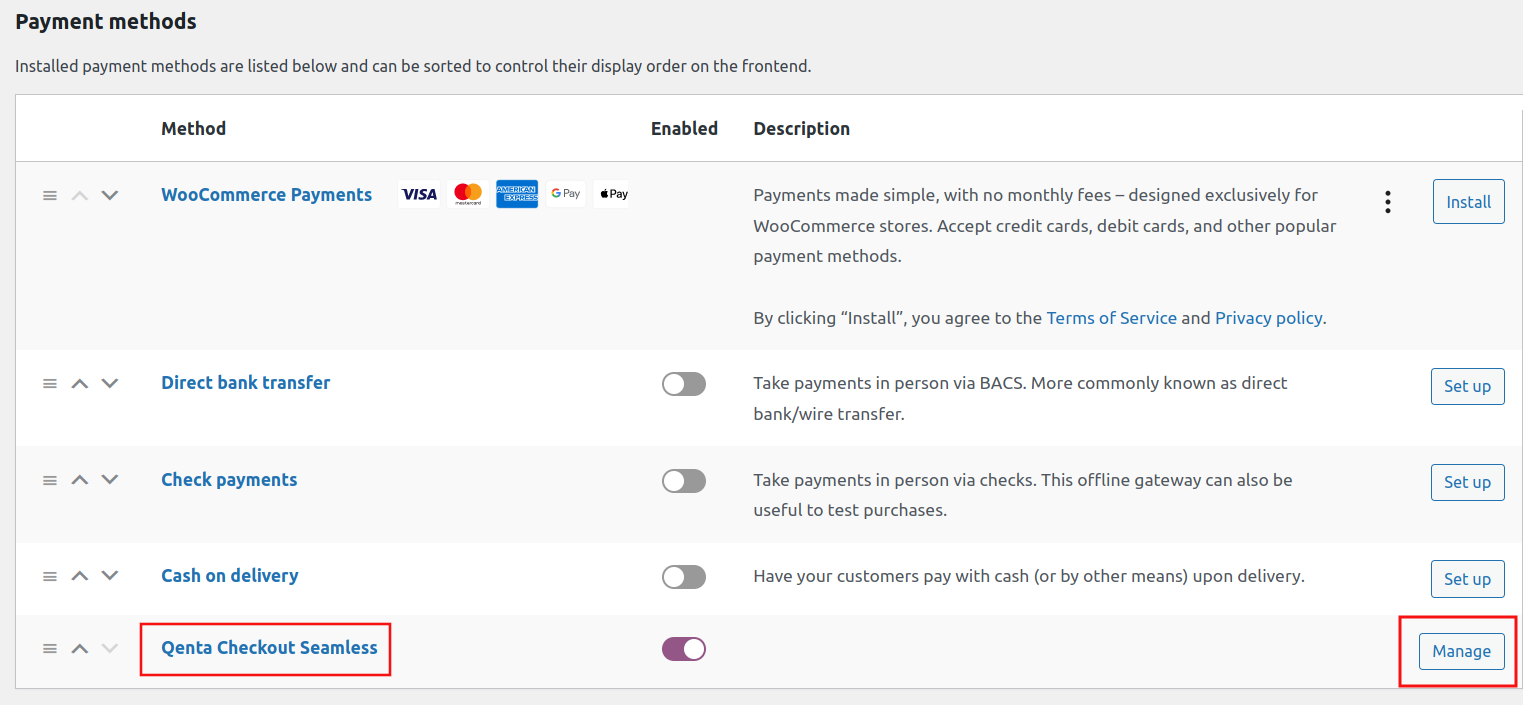 Payment methods
Installed payment methods are listed below and can be sorted to control their display order on the frontend.
Method Enabled Description
WooCommerce Payments VISA mastercard AMERICAN EXPRESS G Pay Pay Payments made simple, with no monthly fees – designed exclusively for Install
WooCommerce stores. Accept credit cards, debit cards, and other popular
payment methods.
By clicking “Install”, you agree to the Terms of Service and Privacy policy.
Direct bank transfer Take payments in person via BACS. More commonly known as direct Set up
bank/wire transfer.
Check payments Take payments in person via checks. This offline gateway can also be Set up
useful to test purchases.
Cash on delivery Have your customers pay with cash (or by other means) upon delivery. Set up
Qenta Checkout Seamless Manage